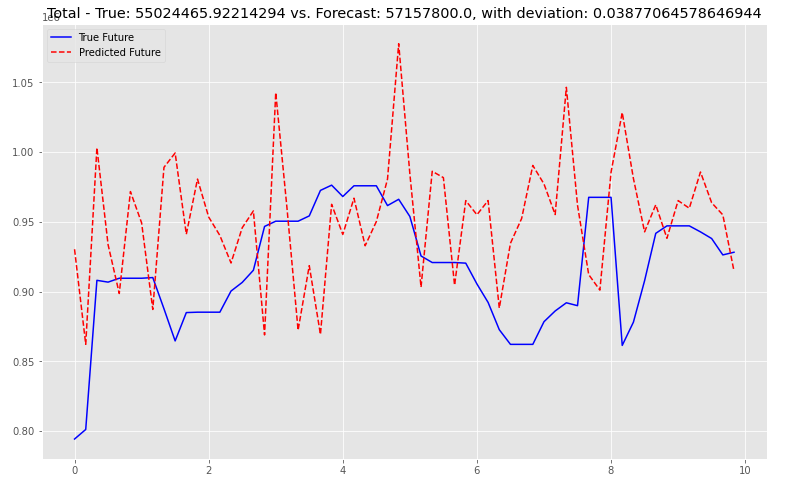 Total - True: 55024465.92214294 vs. Forecast: 57157800.0, with deviation: 0.03877064578646944
1e6
True Future
Predicted Future
1.05
1.00
0.95
0.90
0.85
0.80
0 2 4 6 8 10